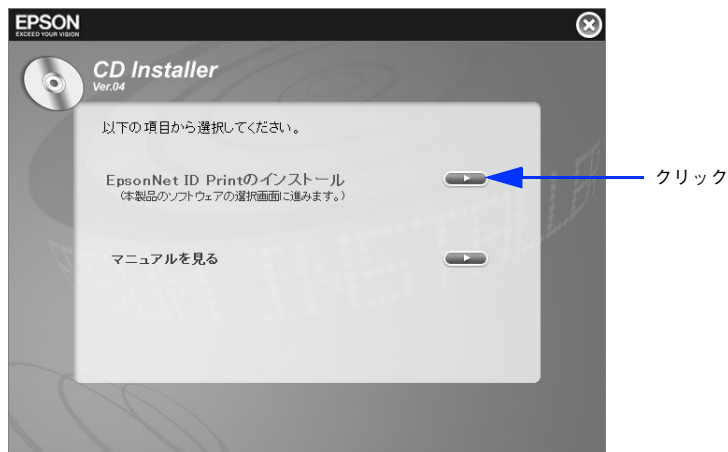 EPSON
EXCEED YOUR VISION
CD Installer
Ver.04
以下の項目から選択してください。
EpsonNet ID Printのインストール
クリック
(本製品のソフトウェアの選択画面に進みます。)
マニュアルを見る